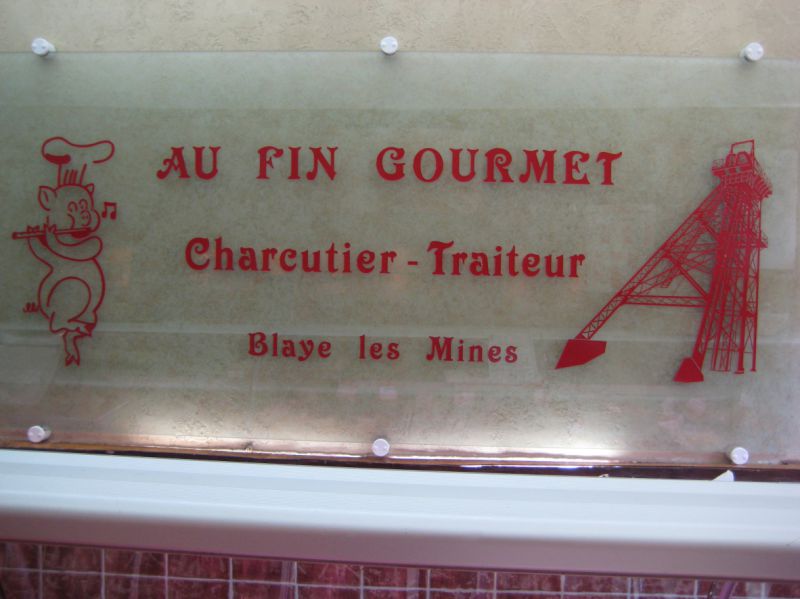 AU FIN GOURMET
Charcutier - Traiteur
Blaye les Mines